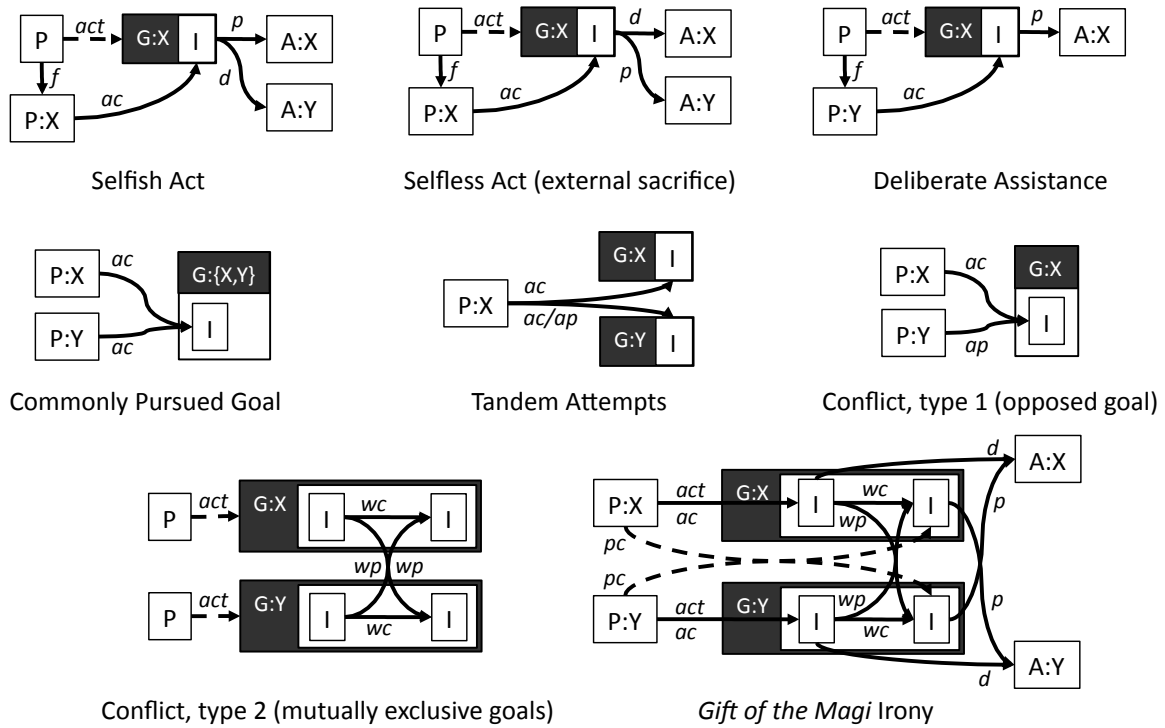 P act G:X I p A:X
f d
P:X ac A:Y
Selfish Act
P act G:X I d A:X
f p
P:X ac A:Y
Selfless Act (external sacrifice)
P act G:X I p A:X
f
P:Y ac
Deliberate Assistance
P:X ac G:{X,Y}
I
P:Y ac
Commonly Pursued Goal
G:X I
P:X ac
ac/ap
G:Y I
Tandem Attempts
P:X ac G:X
I
P:Y ap
Conflict, type 1 (opposed goal)
P act G:X I wc I
wp wp
P act G:Y I wc I
Conflict, type 2 (mutually exclusive goals)
d A:X
P:X act G:X I wc I
ac wp p
pc
pc
P:Y act G:Y I wp I p
ac wc
d A:Y
Gift of the Magi Irony